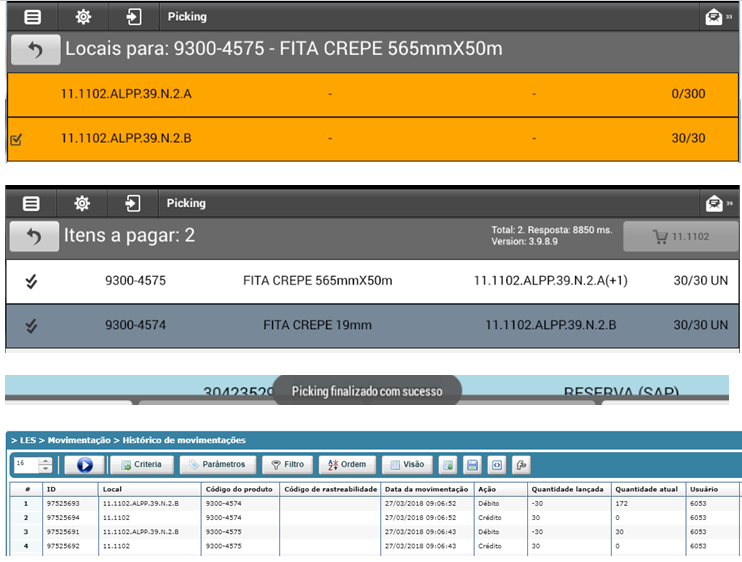 Picking 33
Locais para: 9300-4575 - FITA CREPE 565mmX50m
11.1102.ALPP.39.N.2.A - - 0/300
11.1102.ALPP.39.N.2.B - - 30/30
Picking 39
Itens a pagar: 2 Total: 2. Resposta: 8850 ms. 11.1102
Version: 3.9.8.9
9300-4575 FITA CREPE 565mmX50m 11.1102.ALPP.39.N.2.A(+1) 30/30 UN
9300-4574 FITA CREPE 19mm 11.1102.ALPP.39.N.2.B 30/30 UN
30423529 Picking finalizado com sucesso RESERVA (SAP)
> LES > Movimentação > Histórico de movimentações
16 Criteria Parâmetros Filtro Ordem Visão
# ID Local Código do produto Código de rastreabilidade Data da movimentação Ação Quantidade lançada Quantidade atual Usuário
1 97525693 11.1102.ALPP.39.N.2.B 9300-4574 27/03/2018 09:06:52 Débito -30 172 6053
2 97525694 11.1102 9300-4574 27/03/2018 09:06:52 Crédito 30 0 6053
3 97525691 11.1102.ALPP.39.N.2.B 9300-4575 27/03/2018 09:06:43 Débito -30 30 6053
4 97525692 11.1102 9300-4575 27/03/2018 09:06:43 Crédito 30 0 6053